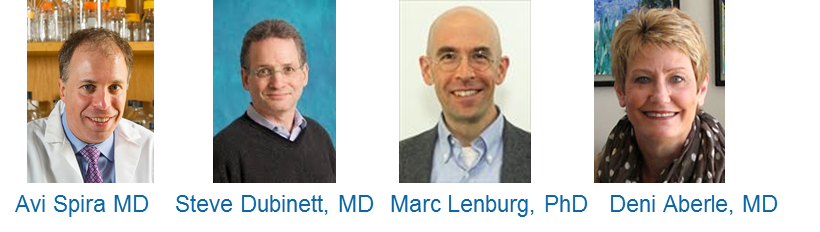 Avi Spira MD Steve Dubinett, MD Marc Lenburg, PhD Deni Aberle, MD